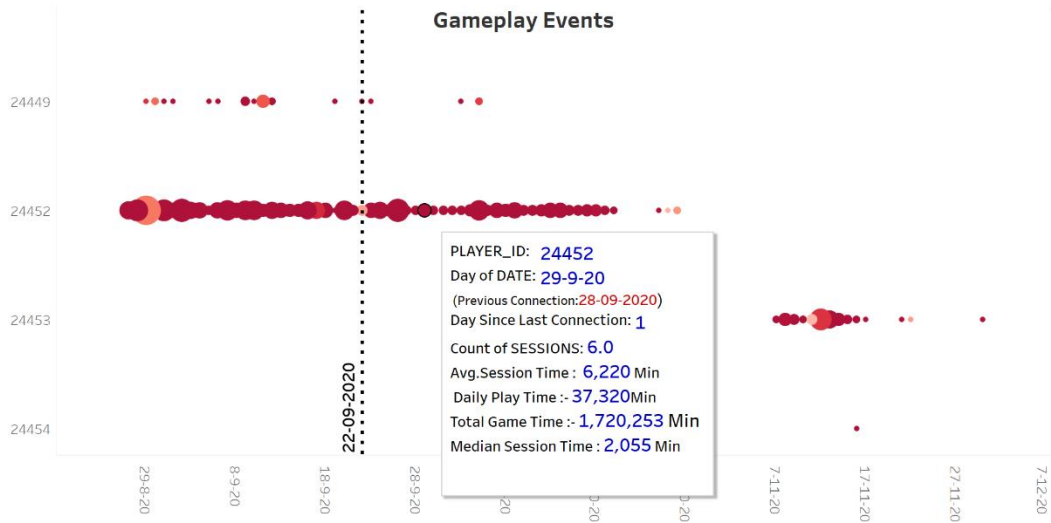 Gameplay Events
24449
24452
24453
24454
22-09-2020
PLAYER_ID: 24452
Day of DATE: 29-9-20
(Previous Connection:28-09-2020)
Day Since Last Connection: 1
Count of SESSIONS: 6.0
Avg.Session Time : 6,220 Min
Daily Play Time :- 37,320Min
Total Game Time :- 1,720,253 Min
Median Session Time : 2,055 Min
29-8-20
8-9-20
18-9-20
28-9-20
7-11-20
17-11-20
27-11-20
7-12-20